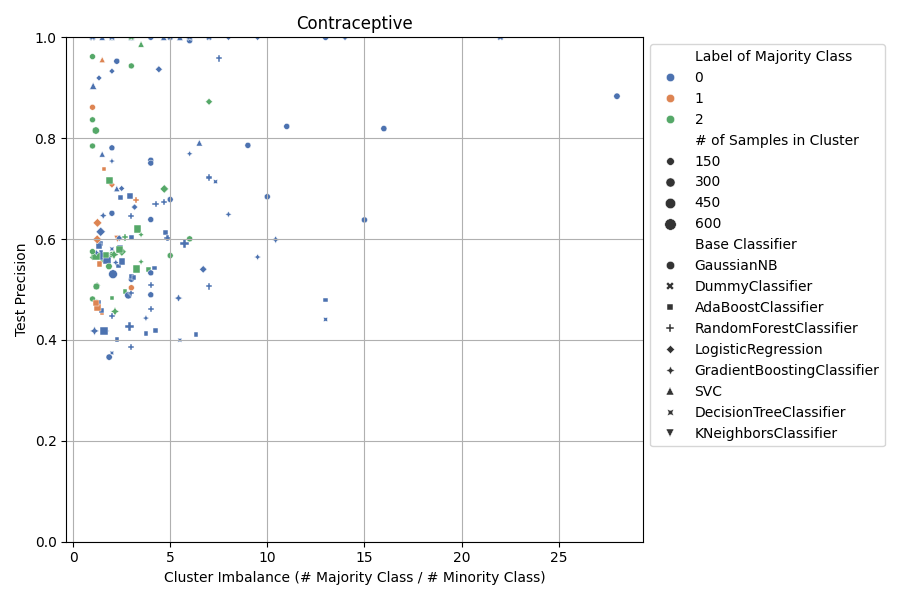 Contraceptive
1.0
0.8
0.6
0.4
0.2
0.0
Test Precision
0
5
10
15
20
25
Cluster Imbalance (# Majority Class / # Minority Class)
Label of Majority Class
0
1
2
# of Samples in Cluster
150
300
450
600
Base Classifier
GaussianNB
DummyClassifier
AdaBoostClassifier
RandomForestClassifier
LogisticRegression
GradientBoostingClassifier
SVC
DecisionTreeClassifier
KNeighborsClassifier